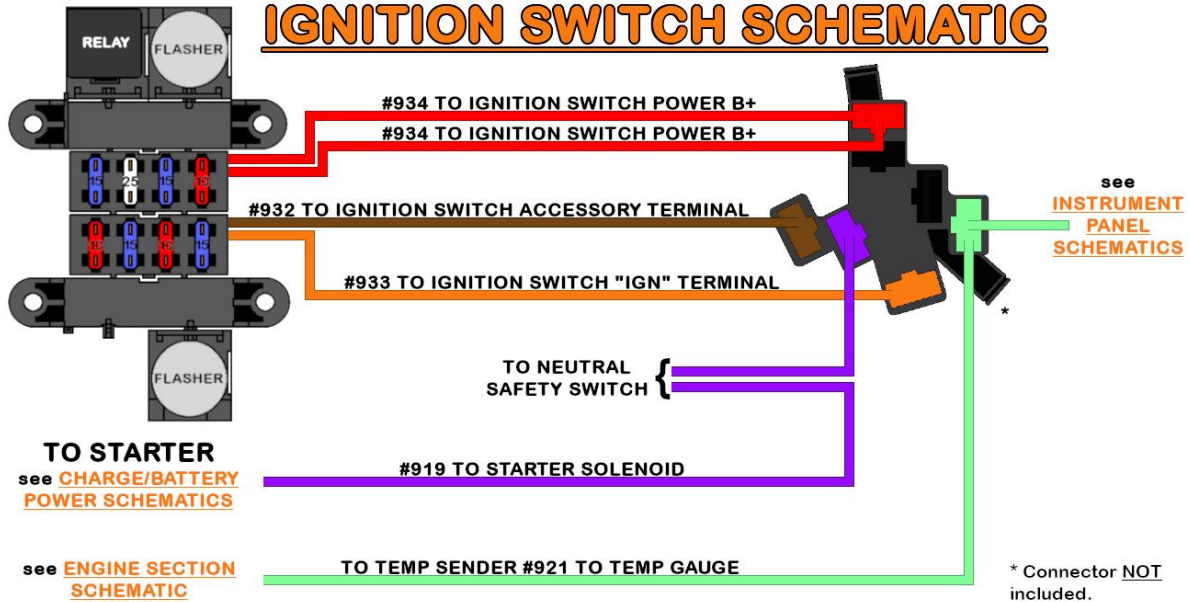 IGNITION SWITCH SCHEMATIC
RELAY
FLASHER
#934 TO IGNITION SWITCH POWER B+
#934 TO IGNITION SWITCH POWER B+
15
25
15
see
INSTRUMENT
PANEL
SCHEMATICS
#932 TO IGNITION SWITCH ACCESSORY TERMINAL
15
15
#933 TO IGNITION SWITCH "IGN" TERMINAL
*
TO NEUTRAL
SAFETY SWITCH {
FLASHER
TO STARTER
see CHARGE/BATTERY
POWER SCHEMATICS
#919 TO STARTER SOLENOID
see ENGINE SECTION
SCHEMATIC
TO TEMP SENDER #921 TO TEMP GAUGE
* Connector NOT
included.